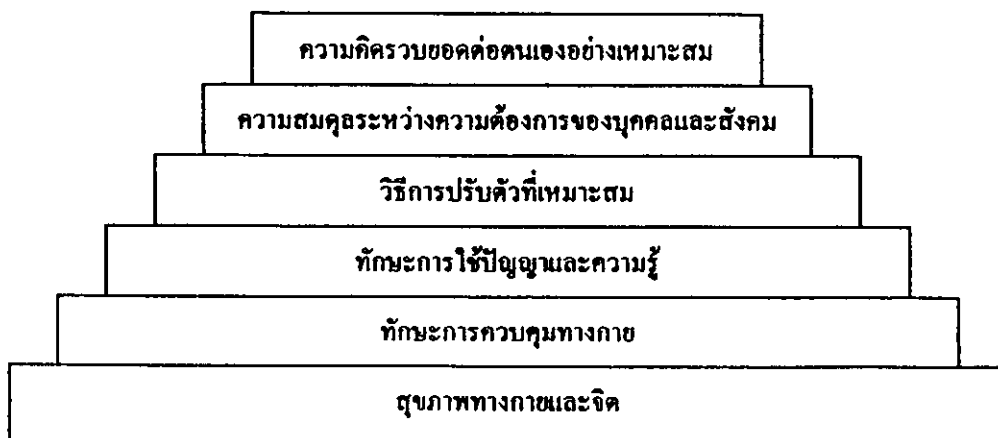 ความคิดรวบยอดต่อตนเองอย่างเหมาะสม
ความสมดุลระหว่างความต้องการของบุคคลและสังคม
วิธีการปรับตัวที่เหมาะสม
ทักษะการใช้ปัญญาและความรู้
ทักษะการควบคุมทางกาย
สุขภาพทางกายและจิต